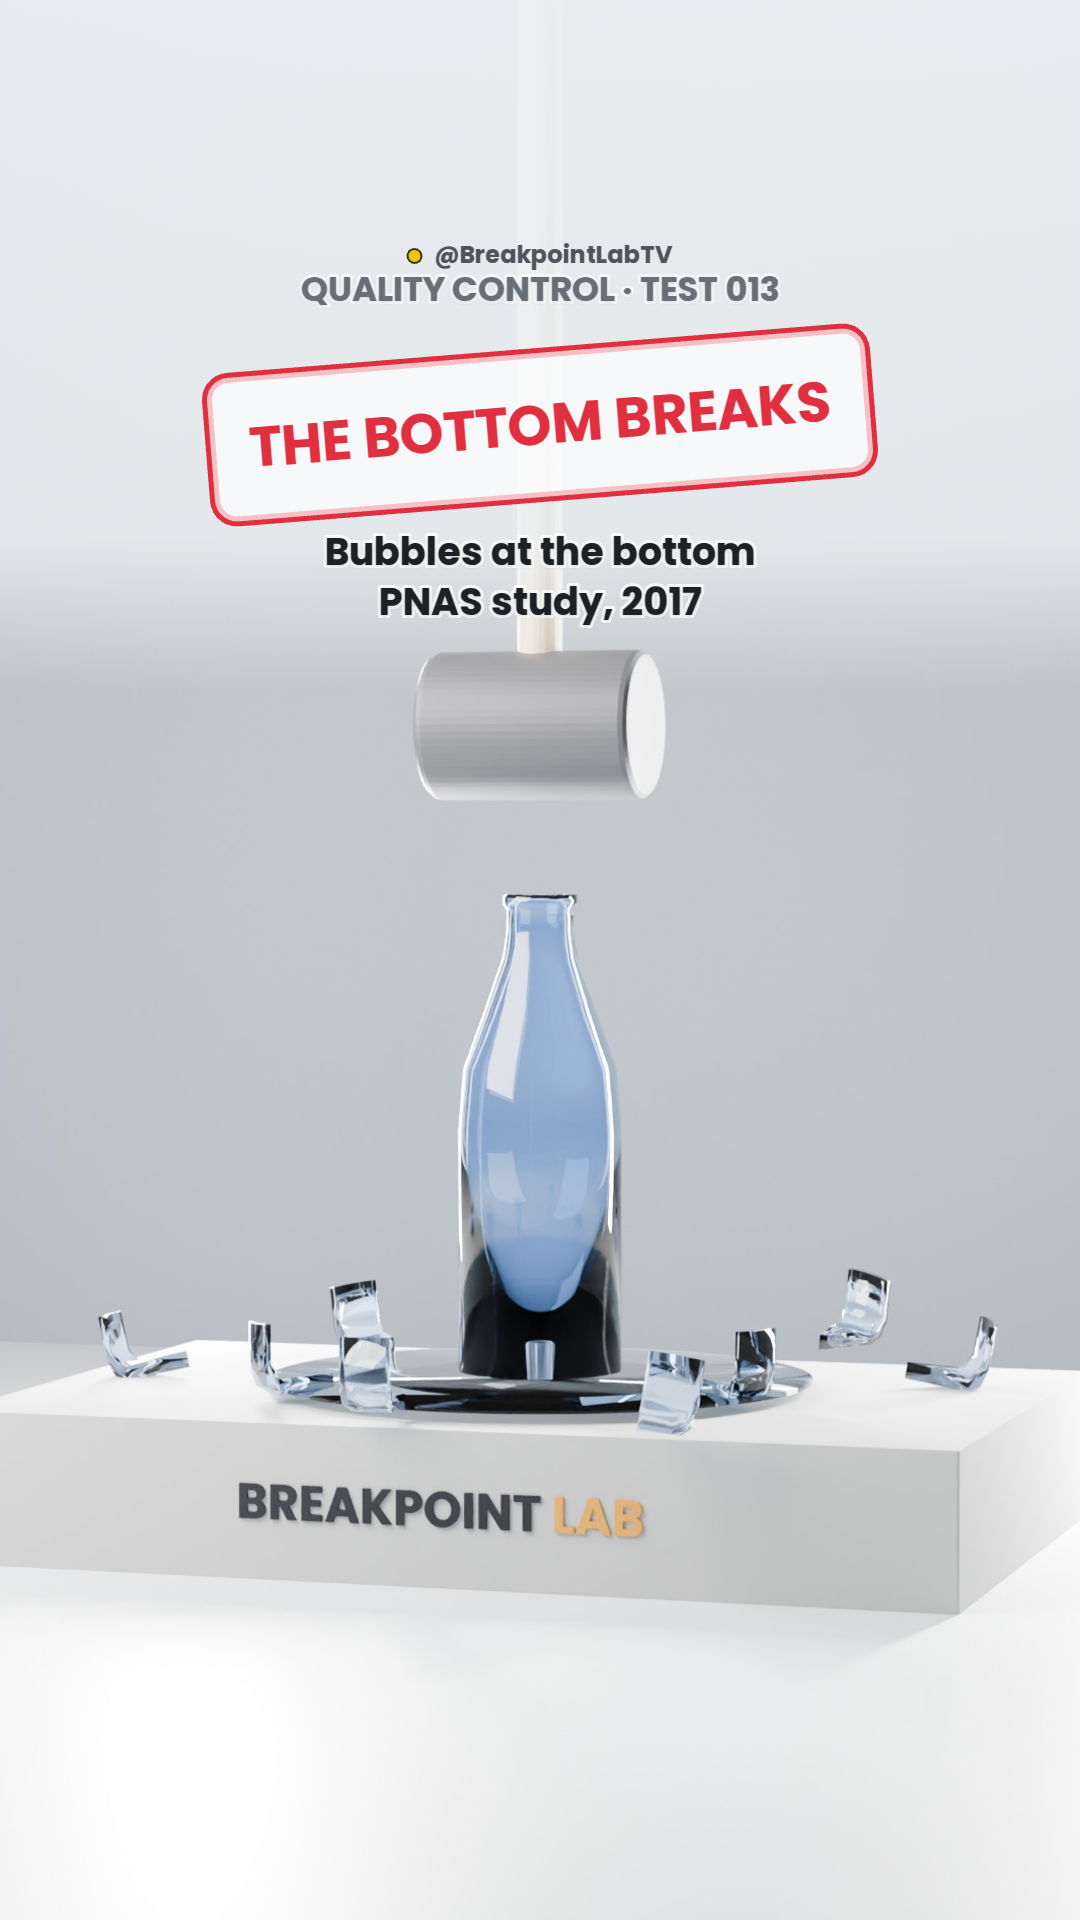 @BreakpointLabTV
QUALITY CONTROL · TEST 013
THE BOTTOM BREAKS
Bubbles at the bottom
PNAS study, 2017
BREAKPOINT LAB